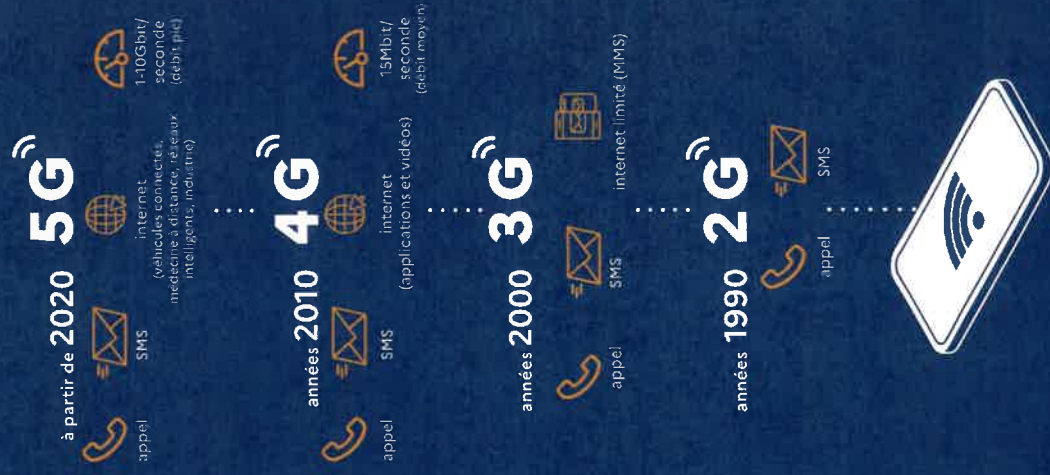 à partir de 2020 5G
appel
SMS
internet
(véhicules connectés,
médecine à distance, réseaux
intelligents, industrie)
1-10Gbit/
seconde
(débit pic)
années 2010 4G
appel
SMS
internet
(applications et vidéos)
15Mbit/
seconde
(débit moyen)
années 2000 3G
appel
SMS
internet limité (MMS)
années 1990 2G
appel
SMS